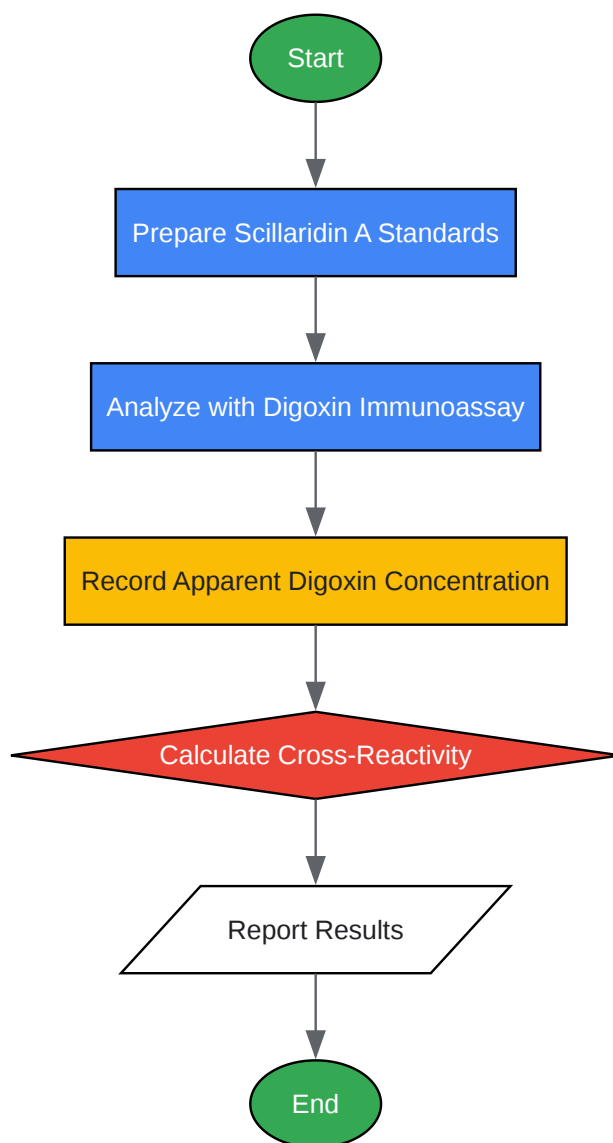 Start
Prepare Scillaridin A Standards
Analyze with Digoxin Immunoassay
Record Apparent Digoxin Concentration
Calculate Cross-Reactivity
Report Results
End